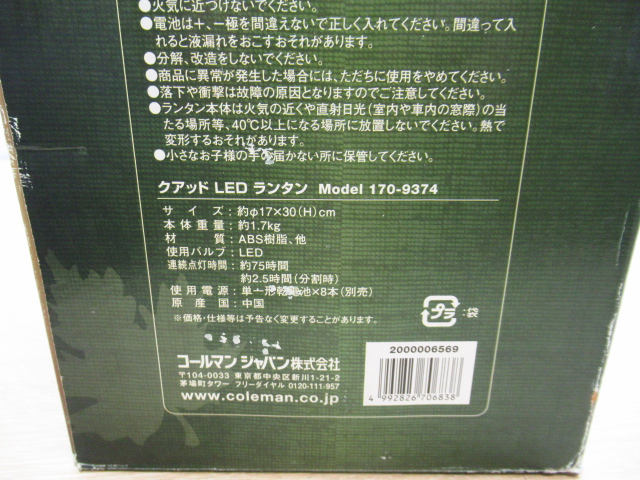 ●火気に近づけないでください。
●電池は＋、－極を間違えないで正しく入れてください。間違って入
れると液漏れをおこすおそれがあります。
●分解、改造をしないでください。
●商品に異常が発生した場合には、ただちに使用をやめてください。
●落下や衝撃は故障の原因となりますのでご注意してください。
●ランタン本体は火気の近くや直射日光(室内や車内の窓際)の当
たる場所等、40℃以上になる場所に放置しないでください。熱で
変形するおそれがあります。
●小さなお子様の手の届かない所に保管してください。
クアッド LED ランタン Model 170-9374
サイズ：約φ17×30(H)cm
本体重量：約1.7kg
材質：ABS樹脂、他
使用バルブ：LED
連続点灯時間：約75時間
約2.5時間(分割時)
使用電源：単一形乾電池×8本(別売)
原産国：中国
※価格・仕様等は予告なく変更することがあります。
プラ：袋
コールマン ジャパン株式会社
〒104-0033 東京都中央区新川1-21-2
茅場町タワー フリーダイヤル 0120-111-957
www.coleman.co.jp
2000006569
4 992826 706838